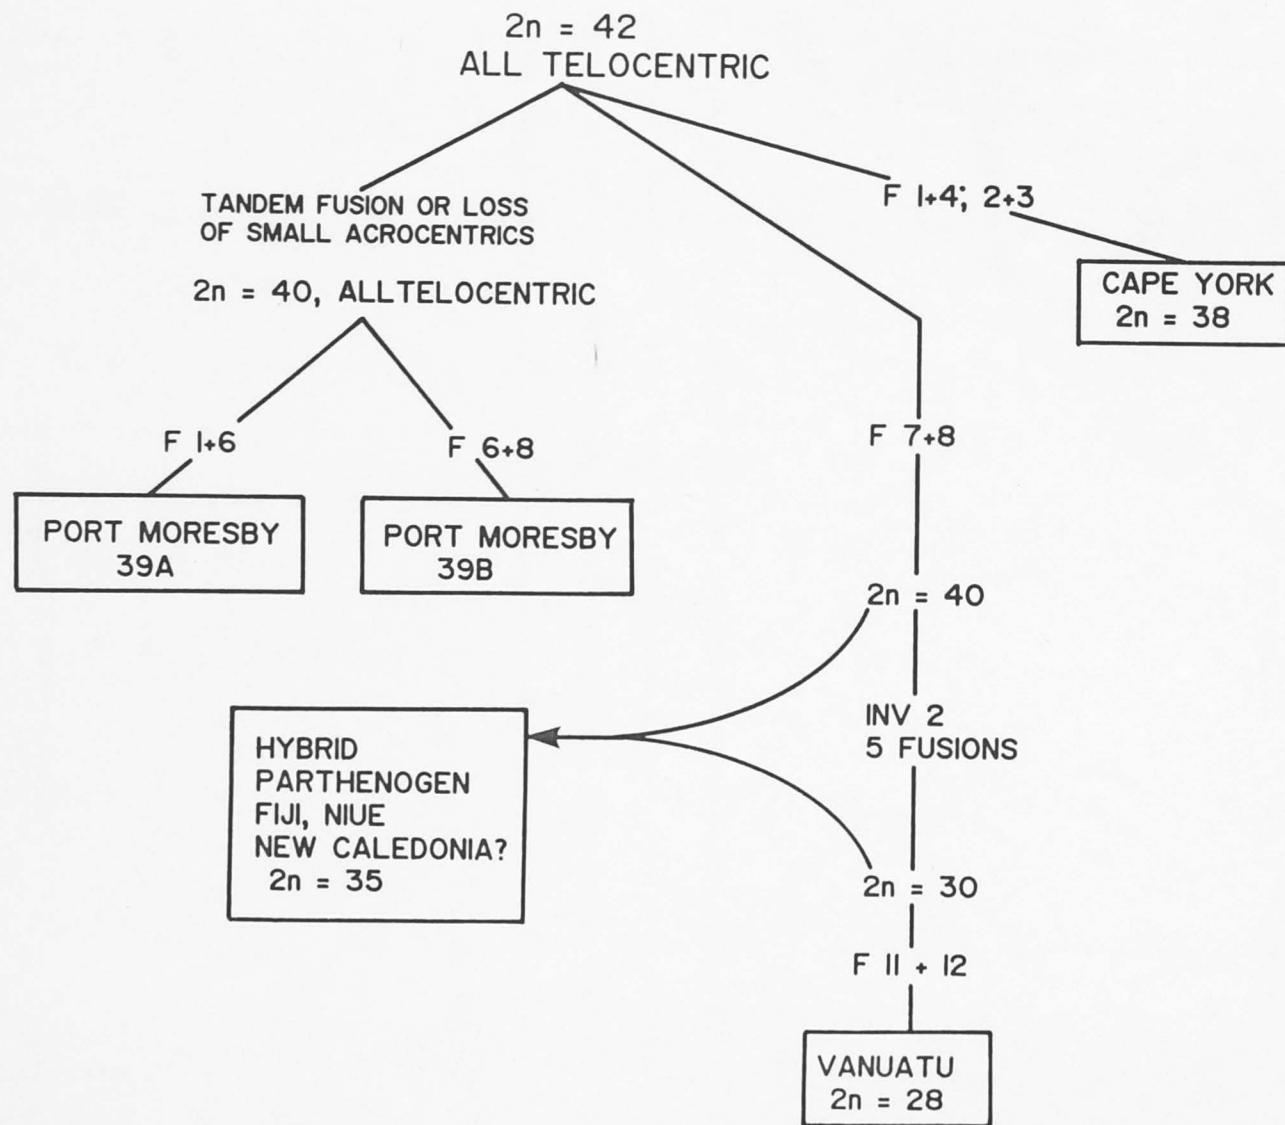 2n = 42
ALL TELOCENTRIC
TANDEM FUSION OR LOSS
OF SMALL ACROCENTRICS
2n = 40, ALLTELOCENTRIC
F 1+4; 2+3
CAPE YORK
2n = 38
F 1+6
F 6+8
F 7+8
PORT MORESBY
39A
PORT MORESBY
39B
2n = 40
INV 2
5 FUSIONS
HYBRID
PARTHENOGEN
FIJI, NIUE
NEW CALEDONIA?
2n = 35
2n = 30
F 11 + 12
VANUATU
2n = 28